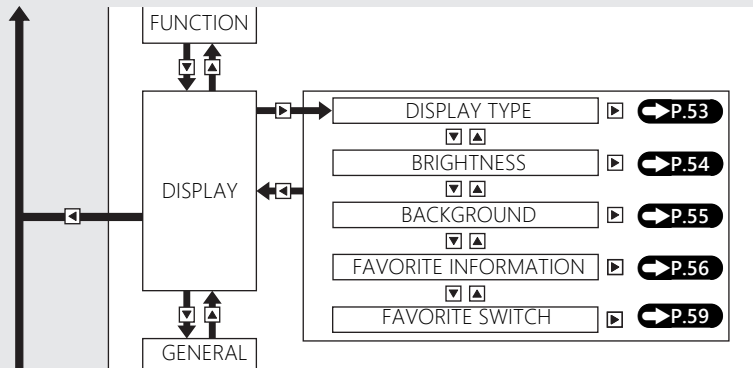 FUNCTION
DISPLAY
DISPLAY TYPE
P.53
BRIGHTNESS
P.54
BACKGROUND
P.55
FAVORITE INFORMATION
P.56
FAVORITE SWITCH
P.59
GENERAL